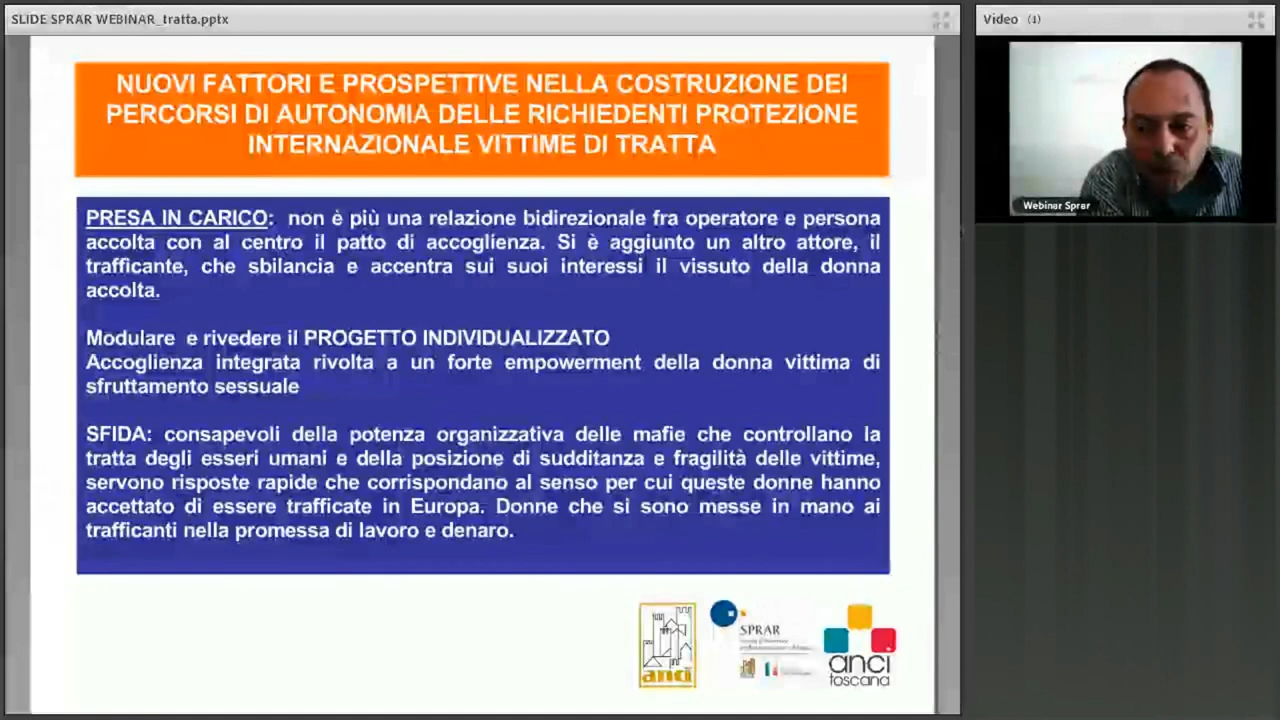 SLIDE SPRAR WEBINAR_tratta.pptx
Video (1)
NUOVI FATTORI E PROSPETTIVE NELLA COSTRUZIONE DEI
PERCORSI DI AUTONOMIA DELLE RICHIEDENTI PROTEZIONE
INTERNAZIONALE VITTIME DI TRATTA
Webinar Sprar
PRESA IN CARICO: non è più una relazione bidirezionale fra operatore e persona
accolta con al centro il patto di accoglienza. Si è aggiunto un altro attore, il
trafficante, che sbilancia e accentra sui suoi interessi il vissuto della donna
accolta.
Modulare e rivedere il PROGETTO INDIVIDUALIZZATO
Accoglienza integrata rivolta a un forte empowerment della donna vittima di
sfruttamento sessuale
SFIDA: consapevoli della potenza organizzativa delle mafie che controllano la
tratta degli esseri umani e della posizione di sudditanza e fragilità delle vittime,
servono risposte rapide che corrispondano al senso per cui queste donne hanno
accettato di essere trafficate in Europa. Donne che si sono messe in mano ai
trafficanti nella promessa di lavoro e denaro.
anci
SPRAR
anci
toscana